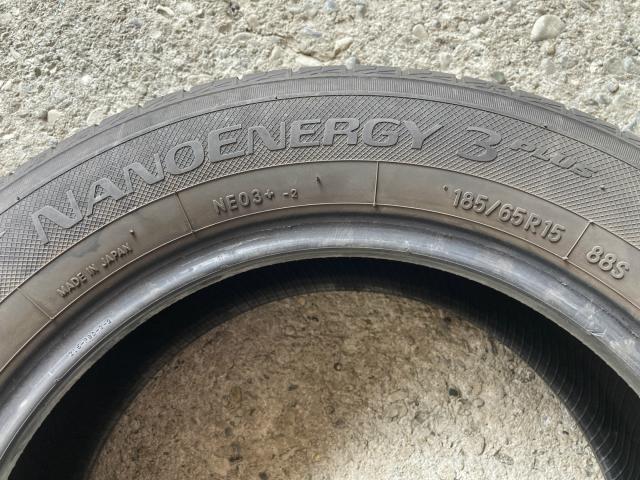 NANOENERGY 3 PLUS
MADE IN JAPAN
NE03+ -2
185/65R15
88S